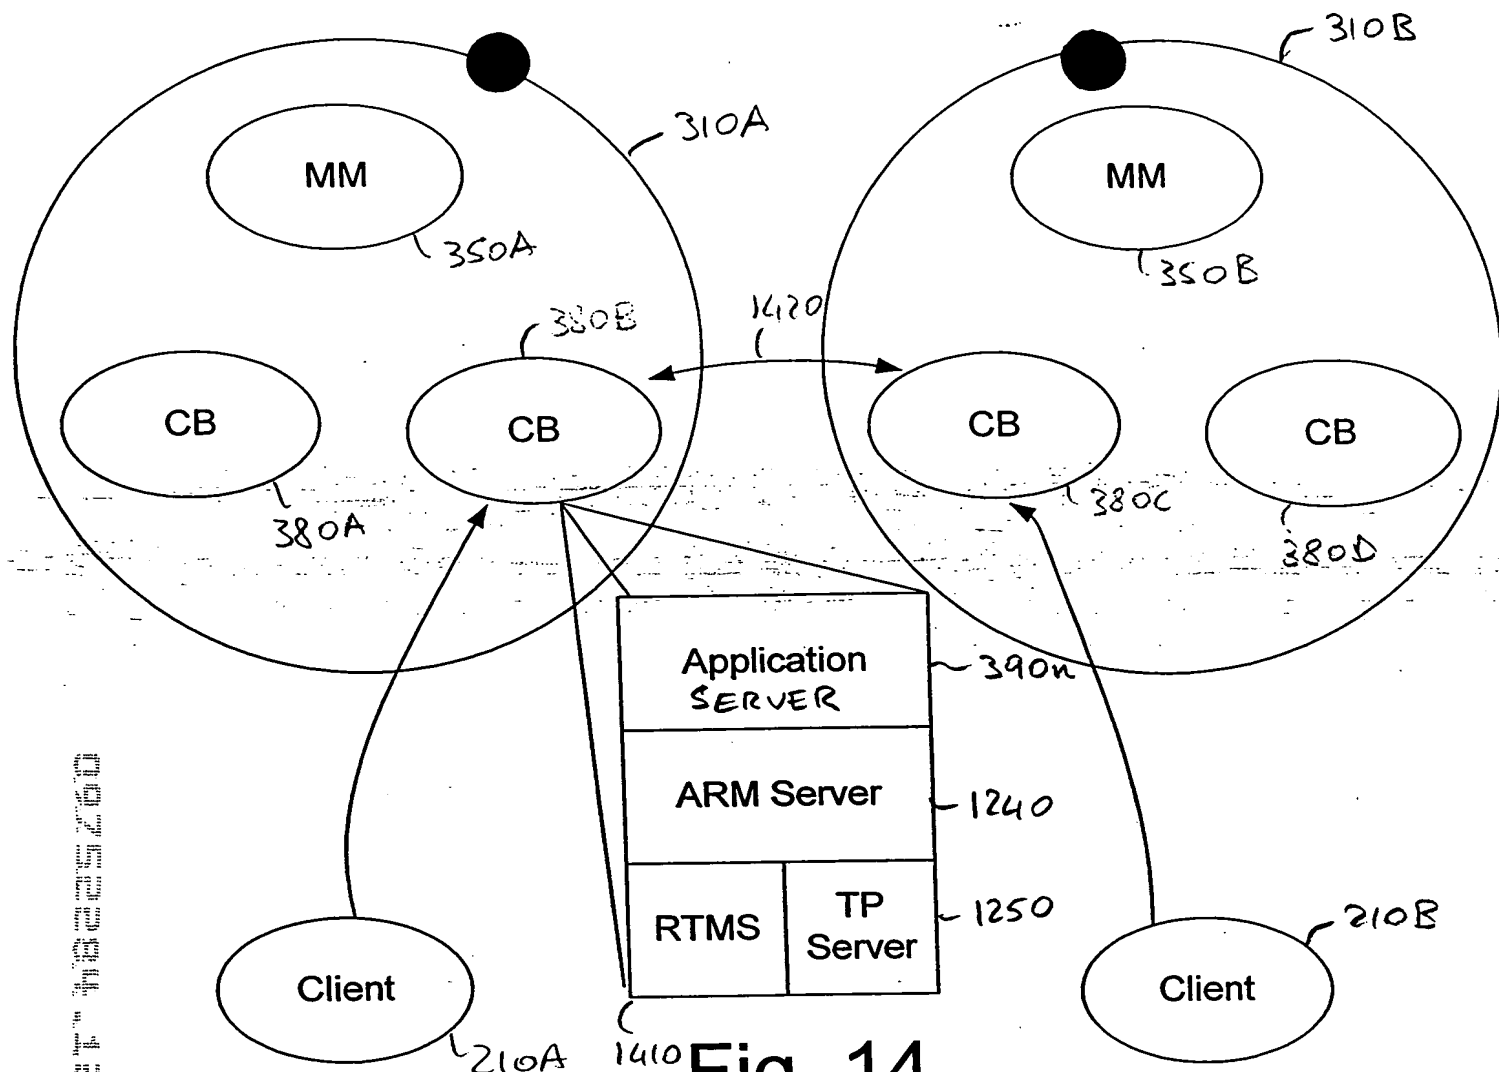 310B
310A
MM
MM
350A
350B
380B
1420
CB
CB
CB
CB
380A
380C
380D
Application
SERVER
390n
ARM Server
1240
RTMS
TP
Server
1250
210B
Client
Client
210A
1410
Fig. 14